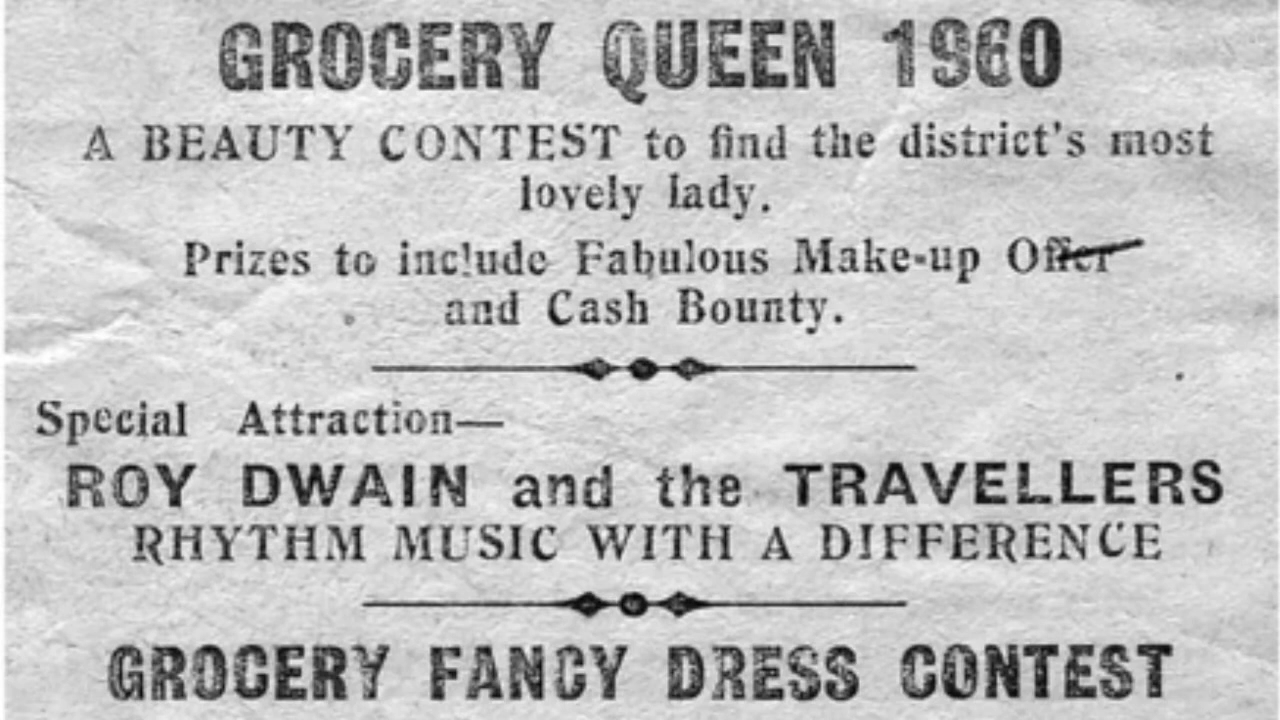 GROCERY QUEEN 1960
A BEAUTY CONTEST to find the district's most
lovely lady.
Prizes to include Fabulous Make-up Offer
and Cash Bounty.
Special Attraction—
ROY DWAIN and the TRAVELLERS
RHYTHM MUSIC WITH A DIFFERENCE
GROCERY FANCY DRESS CONTEST